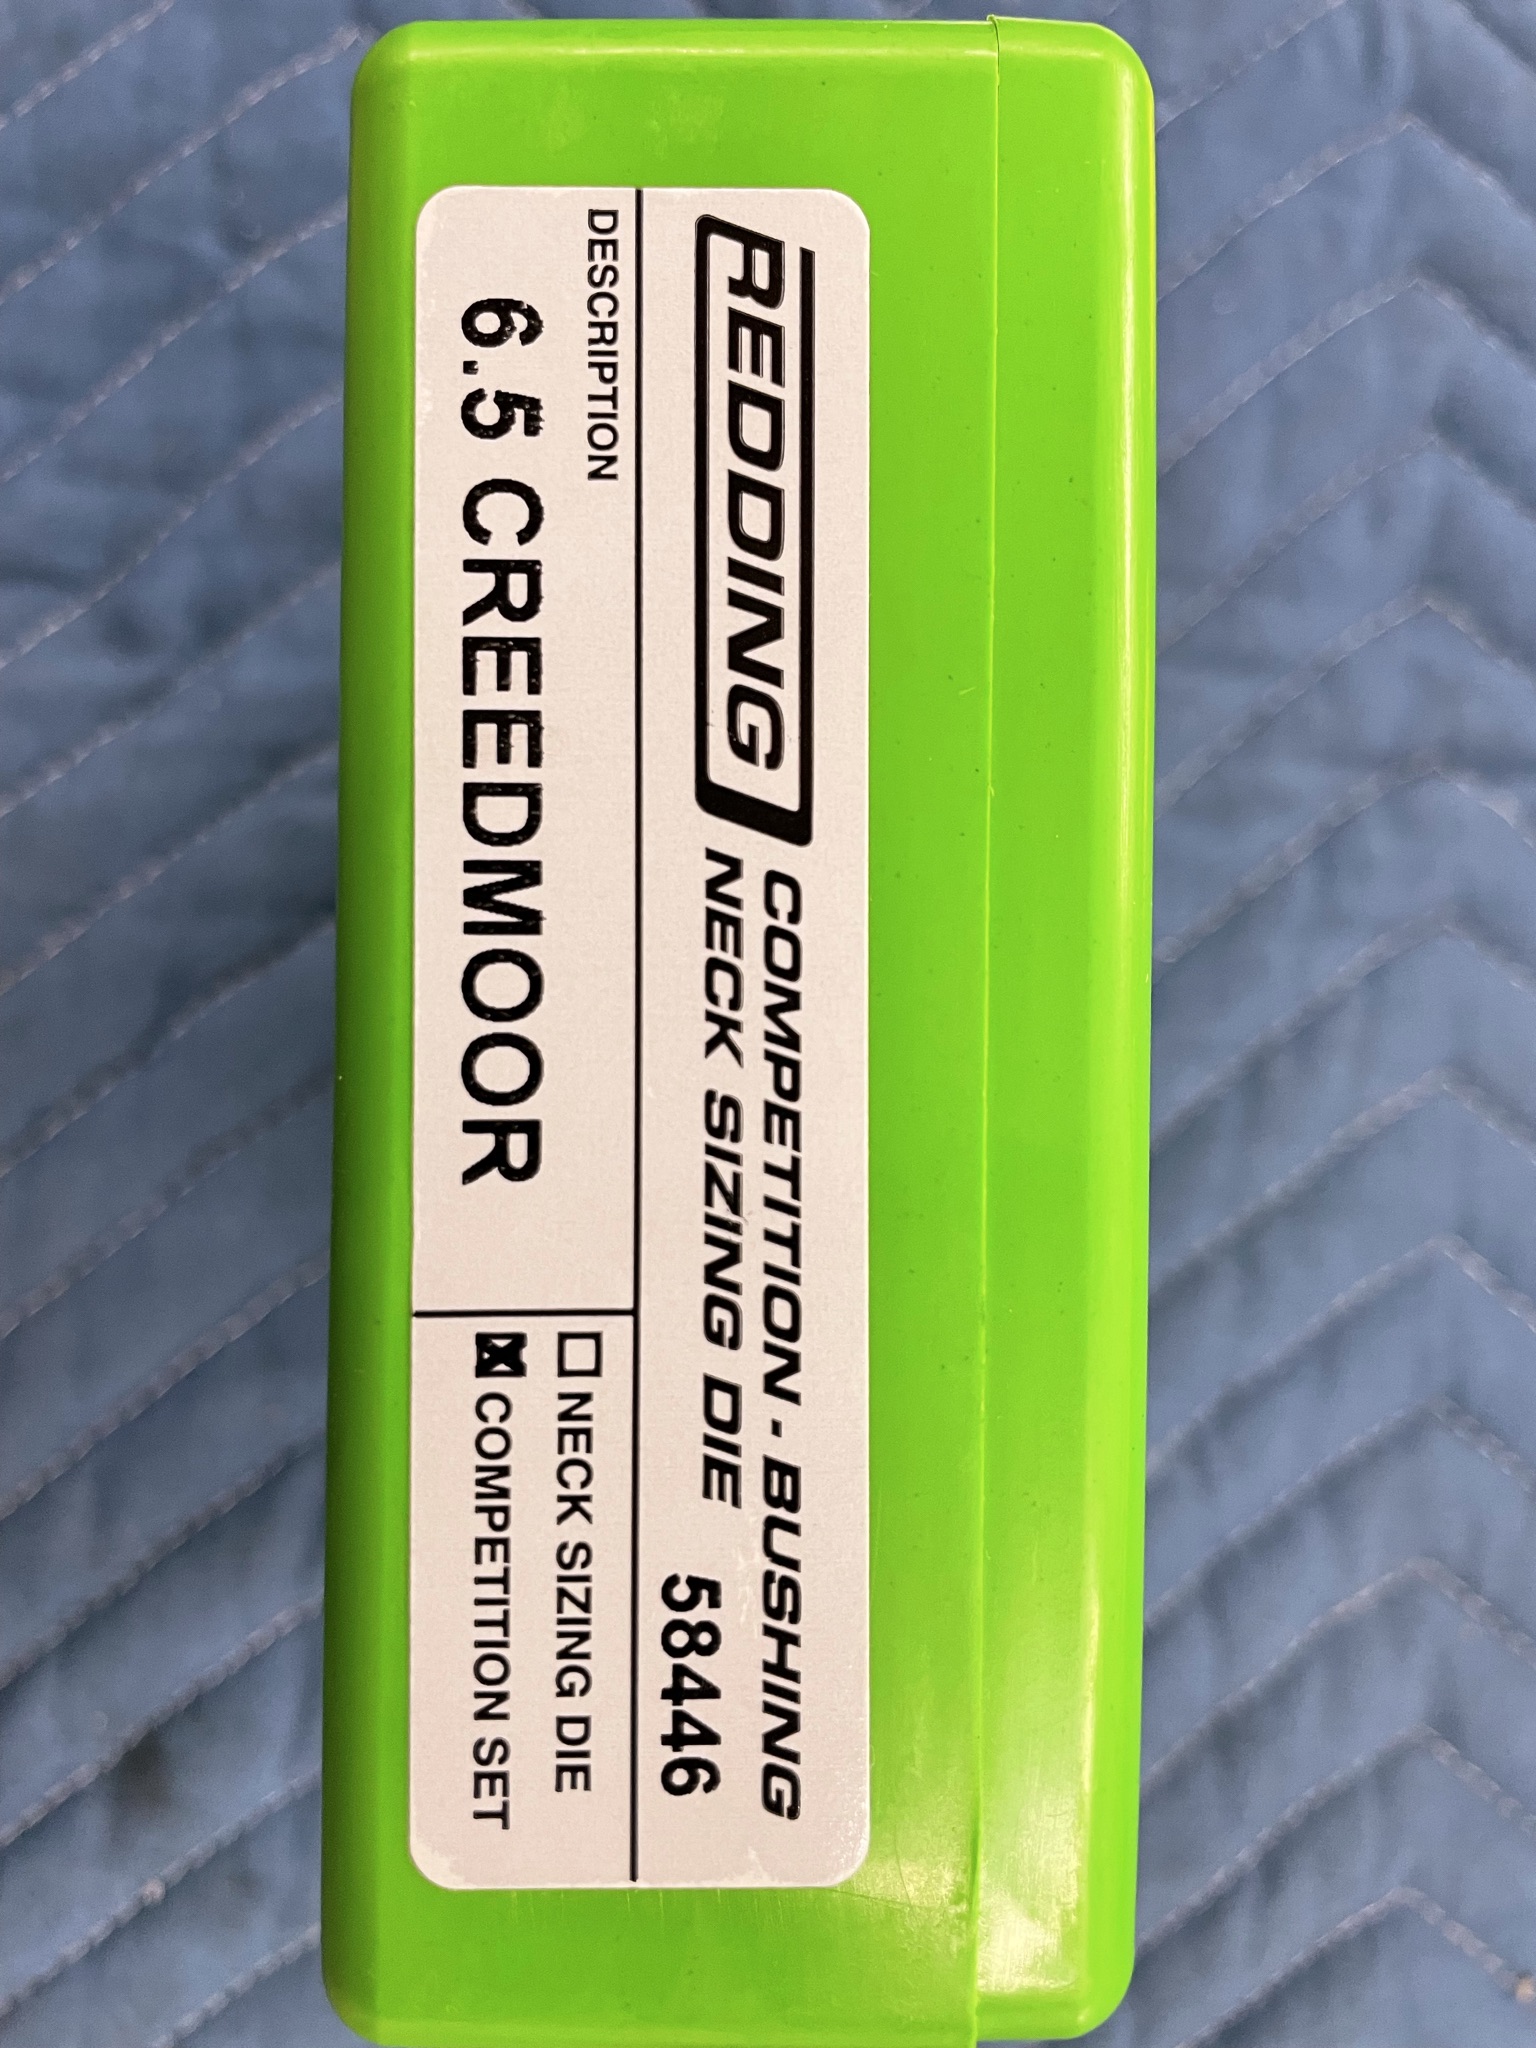 REDDING
COMPETITION - BUSHING
NECK SIZING DIE
58446
DESCRIPTION
6.5 CREEDMOOR
☐ NECK SIZING DIE
☒ COMPETITION SET